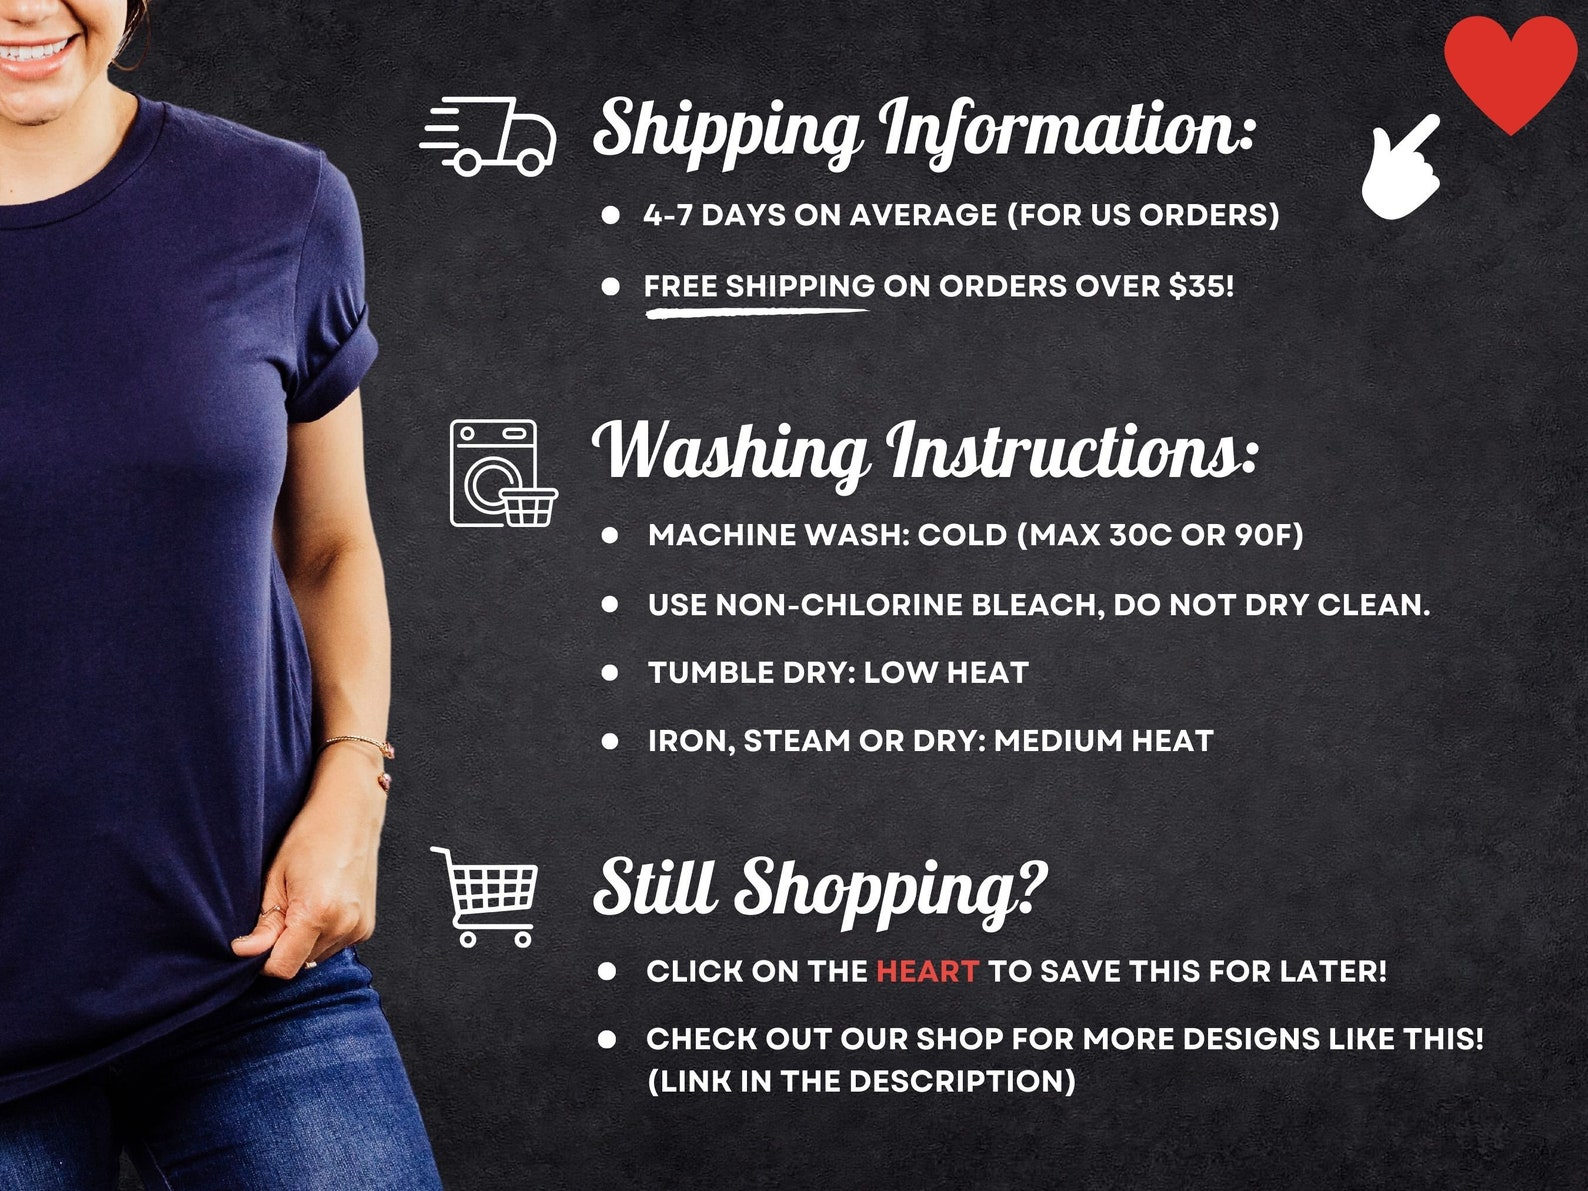 Shipping Information:
4-7 DAYS ON AVERAGE (FOR US ORDERS)
FREE SHIPPING ON ORDERS OVER $35!
Washing Instructions:
MACHINE WASH: COLD (MAX 30C OR 90F)
USE NON-CHLORINE BLEACH, DO NOT DRY CLEAN.
TUMBLE DRY: LOW HEAT
IRON, STEAM OR DRY: MEDIUM HEAT
Still Shopping?
CLICK ON THE HEART TO SAVE THIS FOR LATER!
CHECK OUT OUR SHOP FOR MORE DESIGNS LIKE THIS!
(LINK IN THE DESCRIPTION)